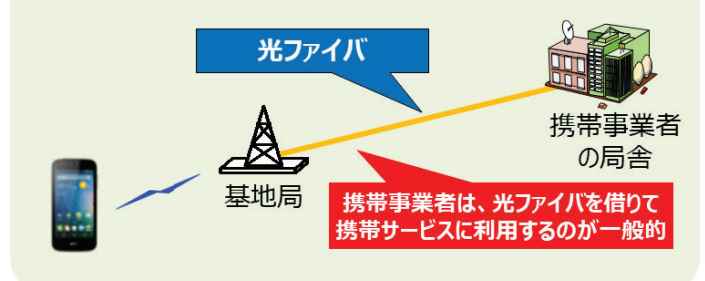 光ファイバ
携帯事業者
の局舎
基地局
携帯事業者は、光ファイバを借りて
携帯サービスに利用するのが一般的